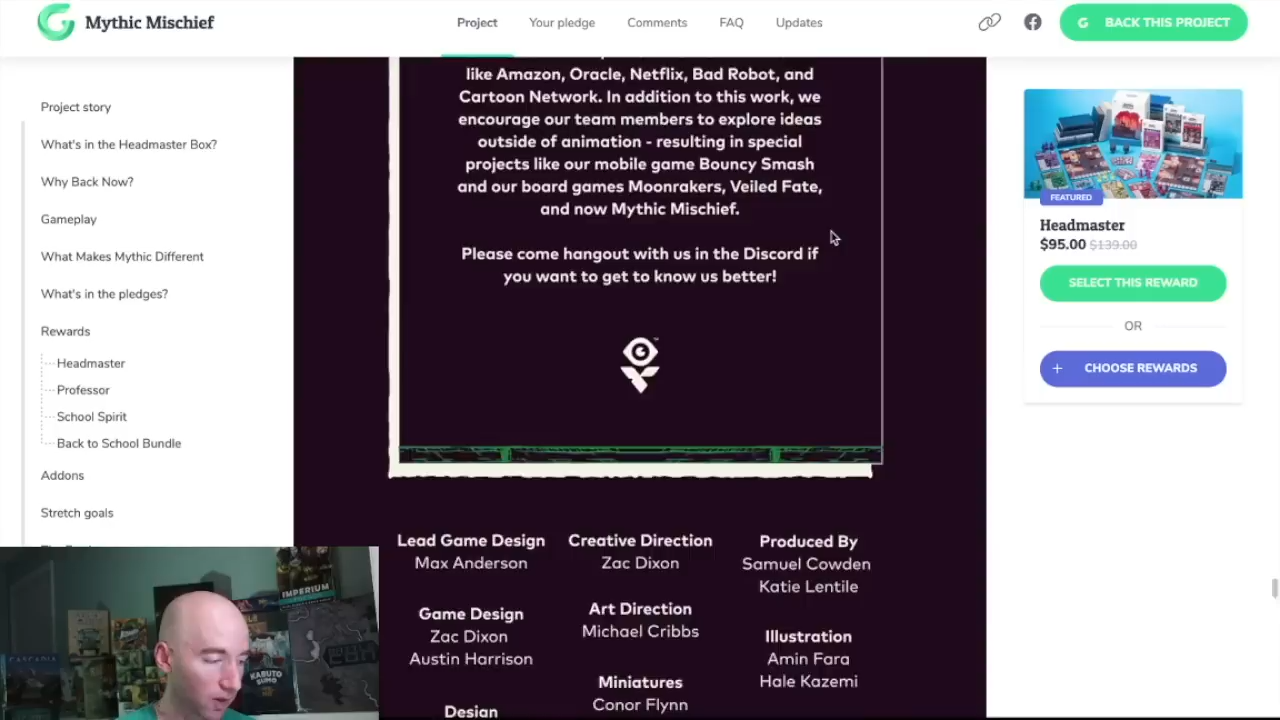 Mythic Mischief
Project
Your pledge
Comments
FAQ
Updates
BACK THIS PROJECT
Project story
What's in the Headmaster Box?
Why Back Now?
Gameplay
What Makes Mythic Different
What's in the pledges?
Rewards
Headmaster
Professor
School Spirit
Back to School Bundle
Addons
Stretch goals
like Amazon, Oracle, Netflix, Bad Robot, and
Cartoon Network. In addition to this work, we
encourage our team members to explore ideas
outside of animation - resulting in special
projects like our mobile game Bouncy Smash
and our board games Moonrakers, Veiled Fate,
and now Mythic Mischief.
Please come hangout with us in the Discord if
you want to get to know us better!
Lead Game Design
Max Anderson
Game Design
Zac Dixon
Austin Harrison
Design
Creative Direction
Zac Dixon
Art Direction
Michael Cribbs
Miniatures
Conor Flynn
Produced By
Samuel Cowden
Katie Lentile
Illustration
Amin Fara
Hale Kazemi
FEATURED
Headmaster
$95.00 $139.00
SELECT THIS REWARD
OR
+ CHOOSE REWARDS
IMPERIUM
CASCADIA
KABUTO
SUMO